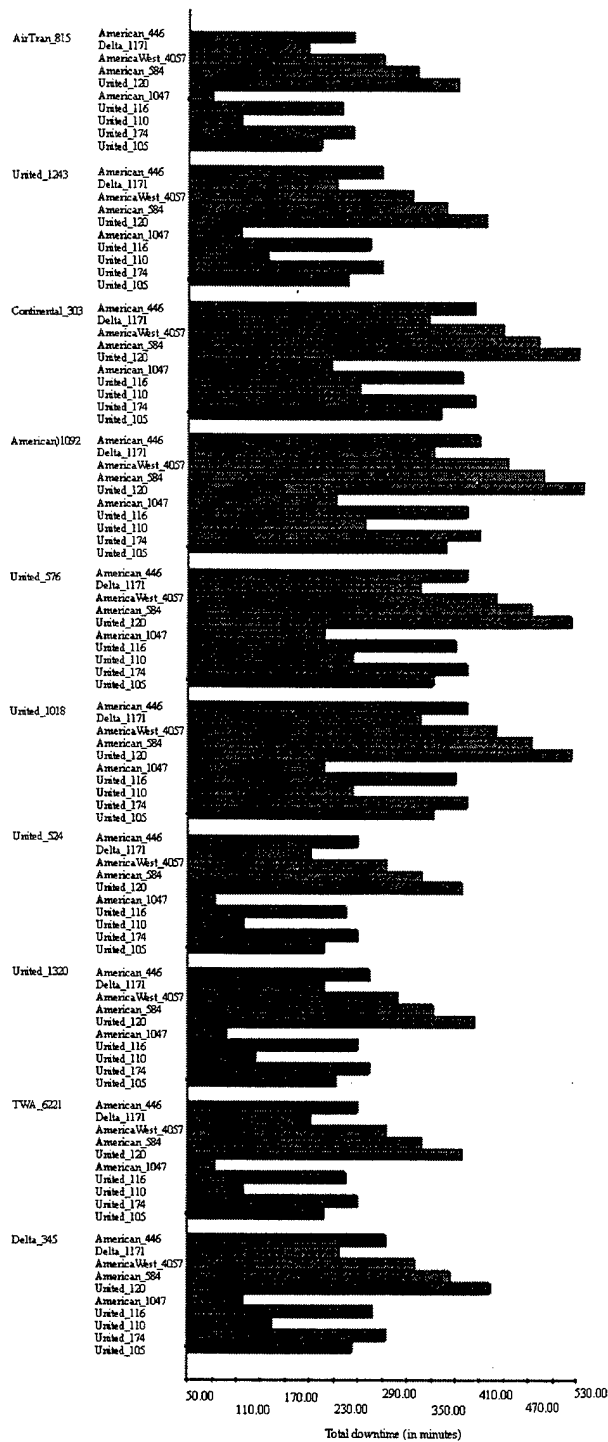 AirTran_815
American_446
Delta_1171
AmericaWest_4057
American_584
United_120
American_1047
United_116
United_110
United_174
United_105
United_1243
American_446
Delta_1171
AmericaWest_4057
American_584
United_120
American_1047
United_116
United_110
United_174
United_105
Continental_303
American_446
Delta_1171
AmericaWest_4057
American_584
United_120
American_1047
United_116
United_110
United_174
United_105
American)1092
American_446
Delta_1171
AmericaWest_4057
American_584
United_120
American_1047
United_116
United_110
United_174
United_105
United_576
American_446
Delta_1171
AmericaWest_4057
American_584
United_120
American_1047
United_116
United_110
United_174
United_105
United_1018
American_446
Delta_1171
AmericaWest_4057
American_584
United_120
American_1047
United_116
United_110
United_174
United_105
United_524
American_446
Delta_1171
AmericaWest_4057
American_584
United_120
American_1047
United_116
United_110
United_174
United_105
United_1320
American_446
Delta_1171
AmericaWest_4057
American_584
United_120
American_1047
United_116
United_110
United_174
United_105
TWA_6221
American_446
Delta_1171
AmericaWest_4057
American_584
United_120
American_1047
United_116
United_110
United_174
United_105
Delta_345
American_446
Delta_1171
AmericaWest_4057
American_584
United_120
American_1047
United_116
United_110
United_174
United_105
50.00 170.00 290.00 410.00 530.00
110.00 230.00 350.00 470.00
Total downtime (in minutes)